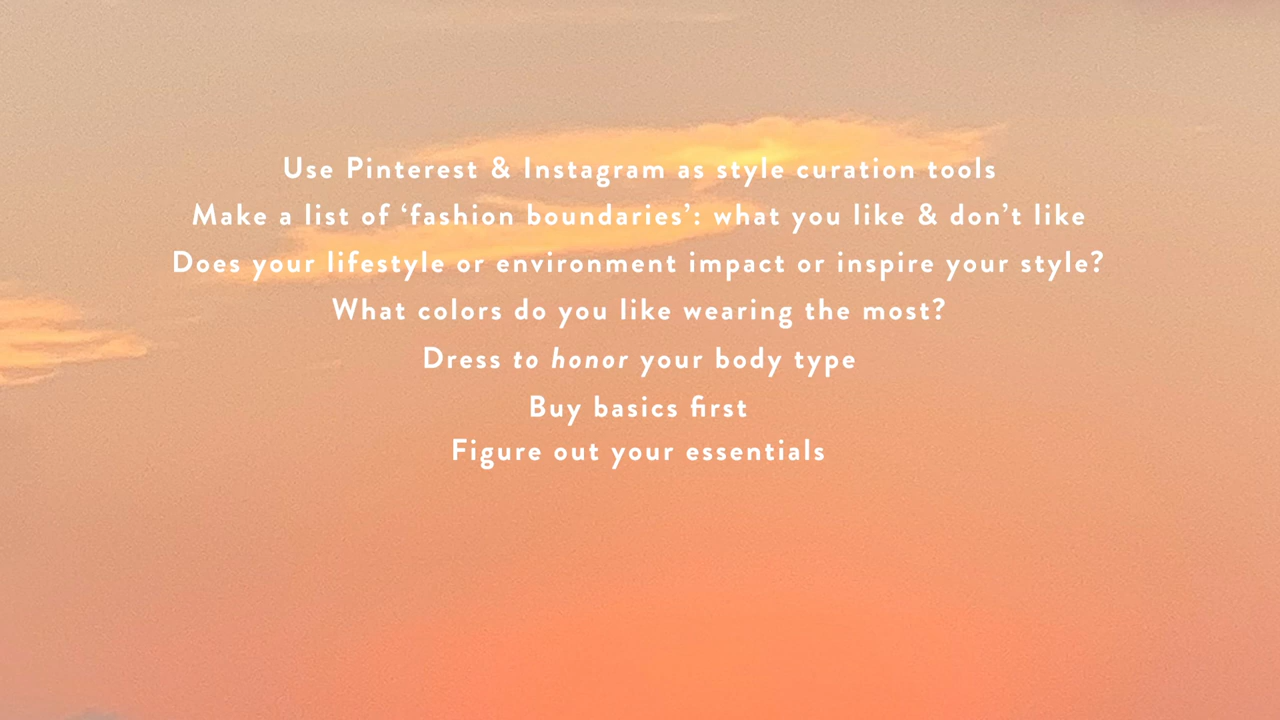 Use Pinterest & Instagram as style curation tools
Make a list of ‘fashion boundaries’: what you like & don’t like
Does your lifestyle or environment impact or inspire your style?
What colors do you like wearing the most?
Dress to honor your body type
Buy basics first
Figure out your essentials